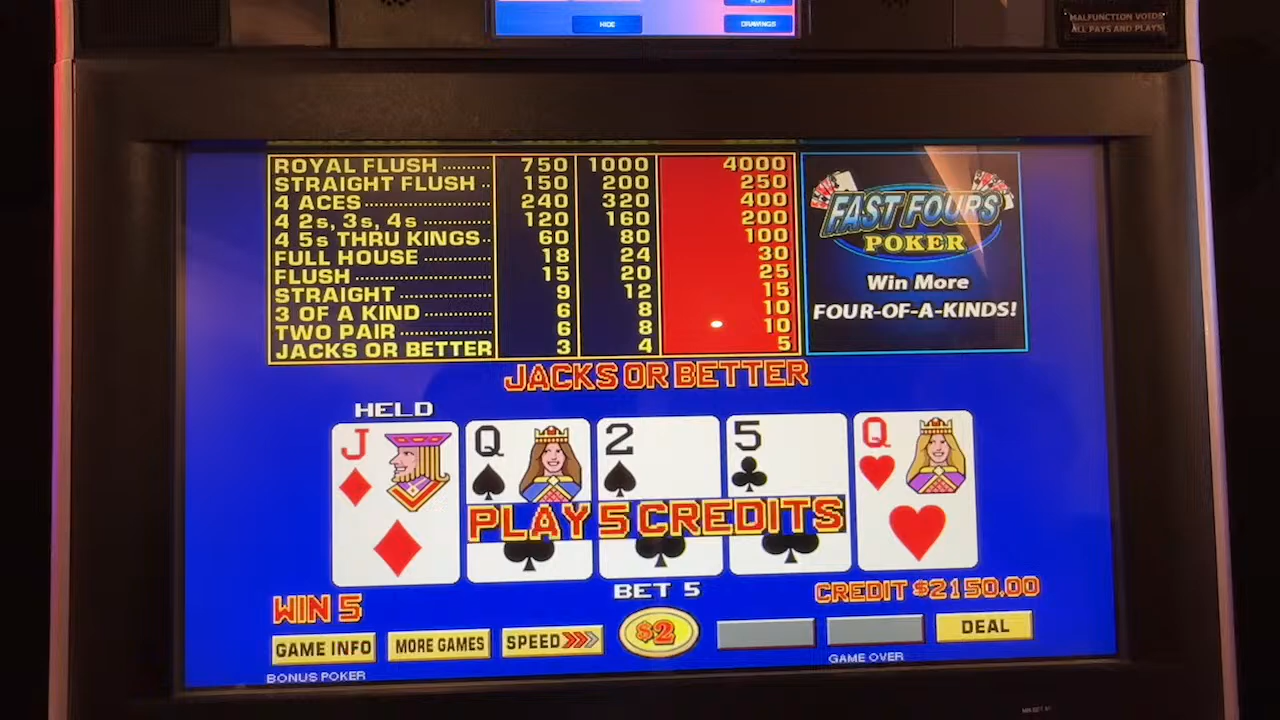 HIDE
DRAWINGS
MALFUNCTION VOIDS
ALL PAYS AND PLAYS
ROYAL FLUSH ........ 750 1000 4000
STRAIGHT FLUSH .. 150 200 250
4 ACES ................ 240 320 400
4 2s, 3s, 4s ........... 120 160 200
4 5s THRU KINGS .. 60 80 100
FULL HOUSE ........... 18 24 30
FLUSH .................. 15 20 25
STRAIGHT .............. 9 12 15
3 OF A KIND ........... 6 8 10
TWO PAIR .............. 6 8 10
JACKS OR BETTER 3 4 5
FAST FOURS
POKER
Win More
FOUR-OF-A-KINDS!
JACKS OR BETTER
HELD
J Q 2 5 Q
PLAY 5 CREDITS
WIN 5
BET 5
CREDIT $2150.00
GAME INFO
MORE GAMES
SPEED
$2
DEAL
BONUS POKER
GAME OVER